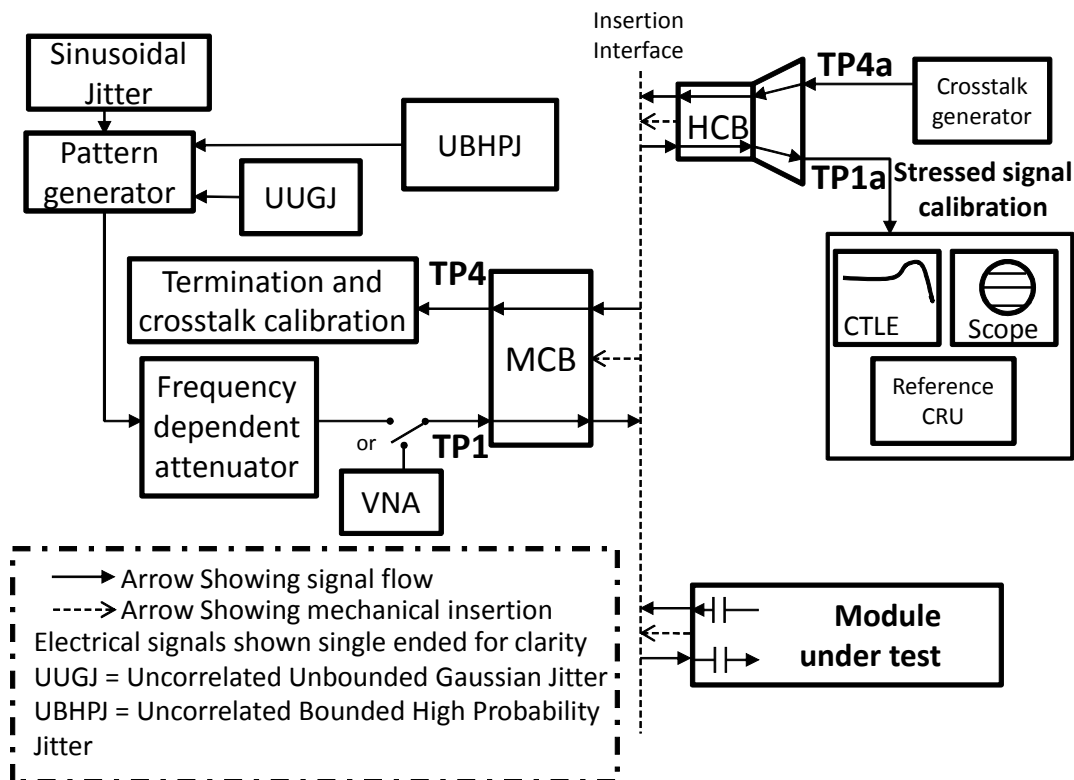 Sinusoidal
Jitter
Pattern
generator
UBHPJ
UUGJ
Insertion
Interface
HCB
TP4a
Crosstalk
generator
TP1a
Stressed signal
calibration
CTLE
Scope
Reference
CRU
Termination and
crosstalk calibration
TP4
MCB
Frequency
dependent
attenuator
or
TP1
VNA
Arrow Showing signal flow
Arrow Showing mechanical insertion
Electrical signals shown single ended for clarity
UUGJ = Uncorrelated Unbounded Gaussian Jitter
UBHPJ = Uncorrelated Bounded High Probability
Jitter
Module
under test